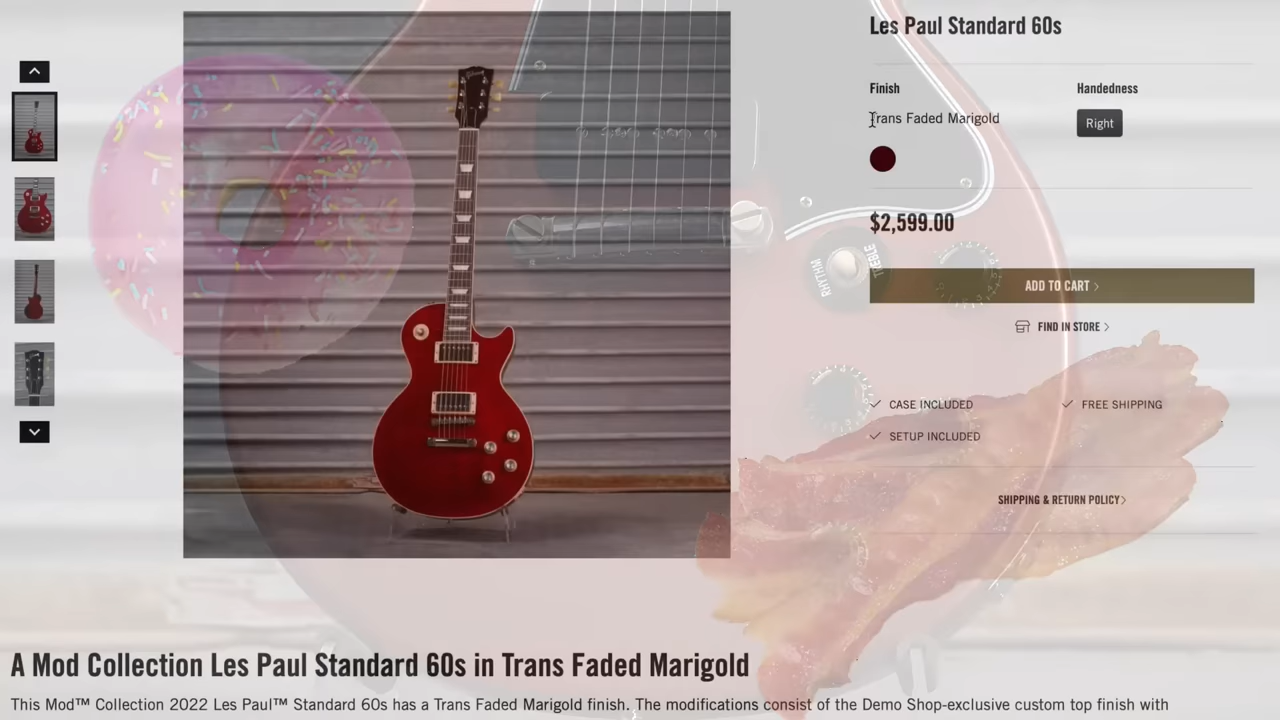 Les Paul Standard 60s
Finish
Handedness
Trans Faded Marigold
Right
$2,599.00
RHYTHM
TREBLE
ADD TO CART
FIND IN STORE
CASE INCLUDED
FREE SHIPPING
SETUP INCLUDED
SHIPPING & RETURN POLICY
Gibson
A Mod Collection Les Paul Standard 60s in Trans Faded Marigold
This Mod™ Collection 2022 Les Paul™ Standard 60s has a Trans Faded Marigold finish. The modifications consist of the Demo Shop-exclusive custom top finish with